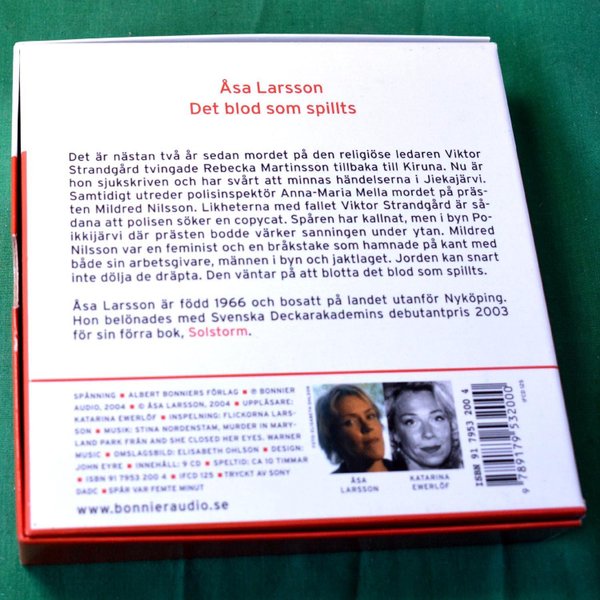 Åsa Larsson
Det blod som spillts
Det är nästan två år sedan mordet på den religiöse ledaren Viktor
Strandgård tvingade Rebecka Martinsson tillbaka till Kiruna. Nu är
hon sjukskriven och har svårt att minnas händelserna i Jiekajärvi.
Samtidigt utreder polisinspektör Anna-Maria Mella mordet på präs-
ten Mildred Nilsson. Likheterna med fallet Viktor Strandgård är så-
dana att polisen söker en copycat. Spåren har kallnat, men i byn Po-
ikkijärvi där prästen bodde värker sanningen under ytan. Mildred
Nilsson var en feminist och en bråkstake som hamnade på kant med
både sin arbetsgivare, männen i byn och jaktlaget. Jorden kan snart
inte dölja de dräpta. Den väntar på att blotta det blod som spillts.
Åsa Larsson är född 1966 och bosatt på landet utanför Nyköping.
Hon belönades med Svenska Deckarakademins debutantpris 2003
för sin förra bok, Solstorm.
SPÄNNING ■ ALBERT BONNIERS FÖRLAG ■ ℗ BONNIER
AUDIO, 2004 ■ © ÅSA LARSSON, 2004 ■ UPPLÄSARE:
KATARINA EWERLÖF ■ INSPELNING: FLICKORNA LARS-
SON ■ MUSIK: STINA NORDENSTAM, MURDER IN MARY-
LAND PARK FRÅN AND SHE CLOSED HER EYES. WARNER
MUSIC ■ OMSLAGSBILD: ELISABETH OHLSON ■ DESIGN:
JOHN EYRE ■ INNEHÅLL: 9 CD ■ SPELTID: CA 10 TIMMAR
■ ISBN 91 7953 200 4 ■ IFCD 125 ■ TRYCKT AV SONY
DADC ■ SPÅR VAR FEMTE MINUT
www.bonnieraudio.se
FOTO: ELISABETH OHLSON
ÅSA
LARSSON
KATARINA
EWERLÖF
ISBN 91 7953 200 4
9 789179 532000
IFCD 125